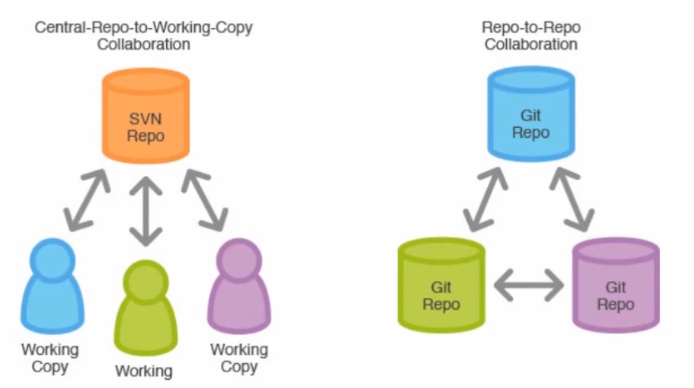 Central-Repo-to-Working-Copy
Collaboration
SVN
Repo
Working
Copy
Working
Working
Copy
Repo-to-Repo
Collaboration
Git
Repo
Git
Repo
Git
Repo